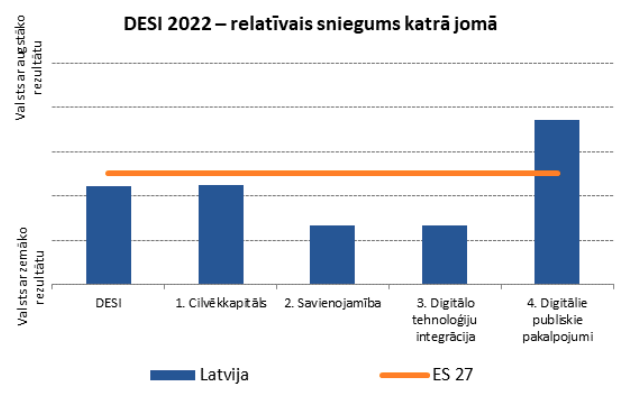 DESI 2022 – relatīvais sniegums katrā jomā
Valsts ar augstāko
rezultātu
Valsts ar zemāko
rezultātu
DESI
1. Cilvēkkapitāls
2. Savienojamība
3. Digitālo
tehnoloģiju
integrācija
4. Digitālie
publiskie
pakalpojumi
Latvija
ES 27